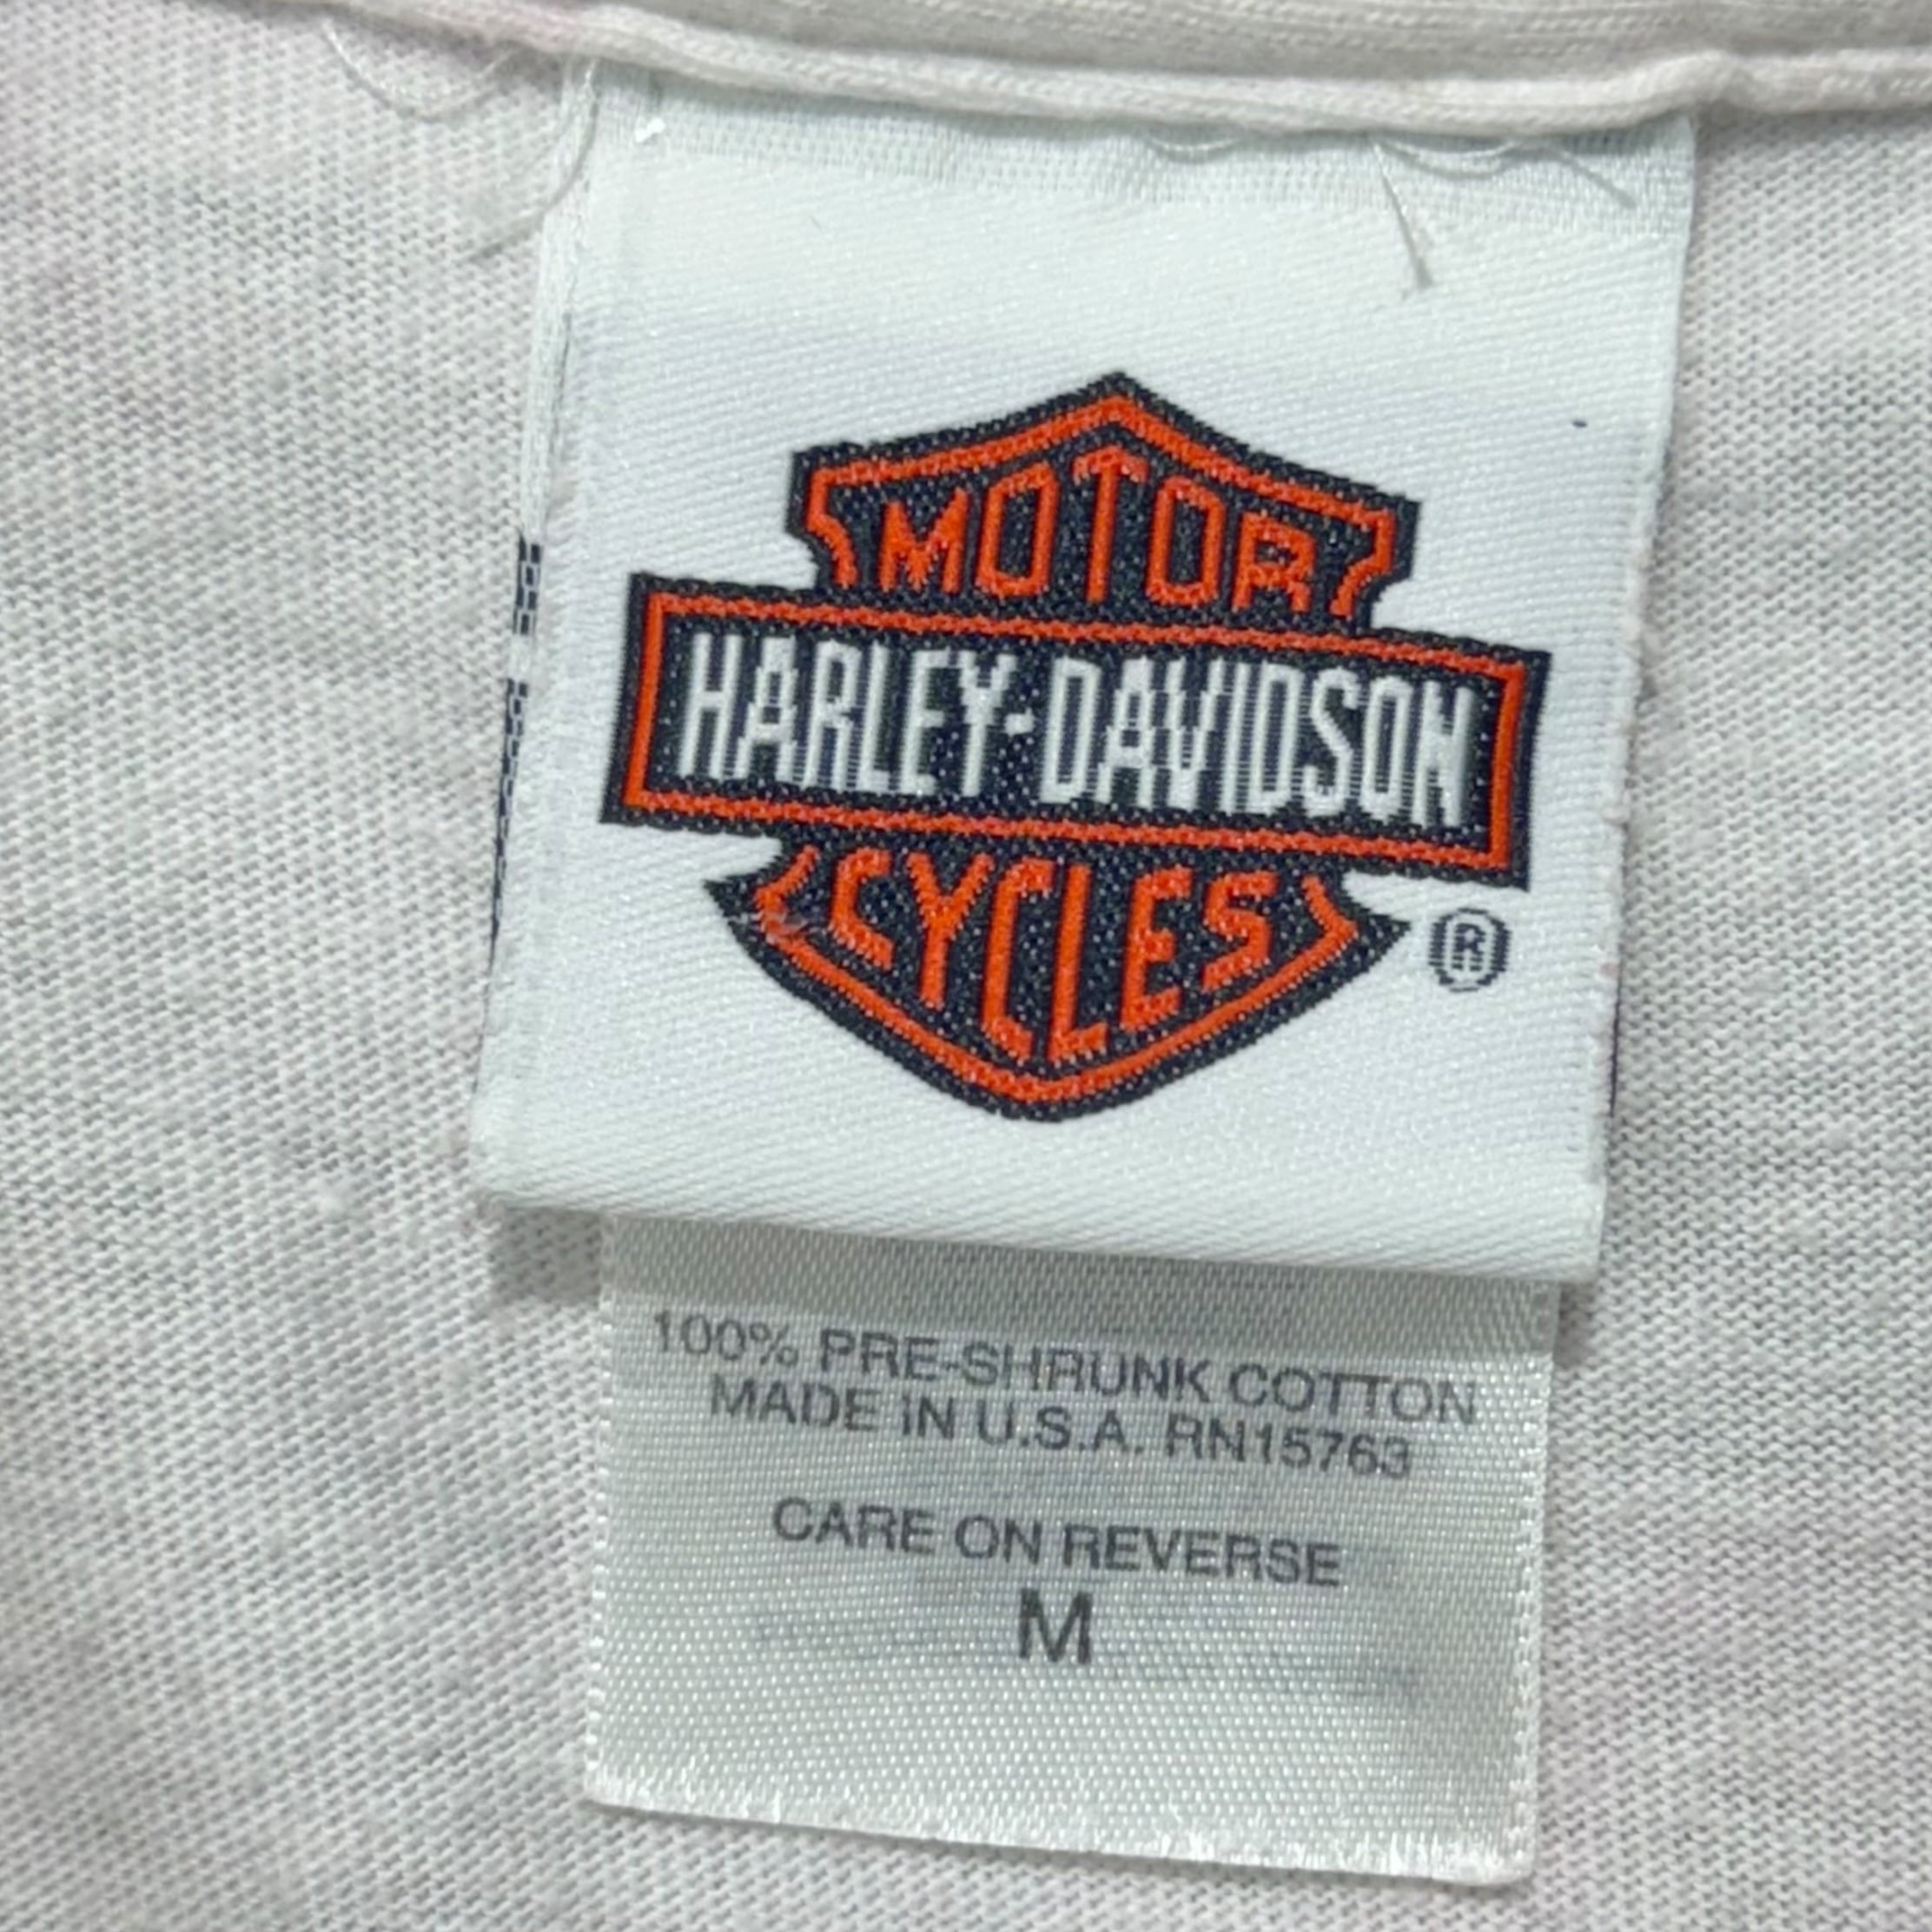 MOTOR
HARLEY-DAVIDSON
CYCLES
®
100% PRE-SHRUNK COTTON
MADE IN U.S.A. RN15763
CARE ON REVERSE
M